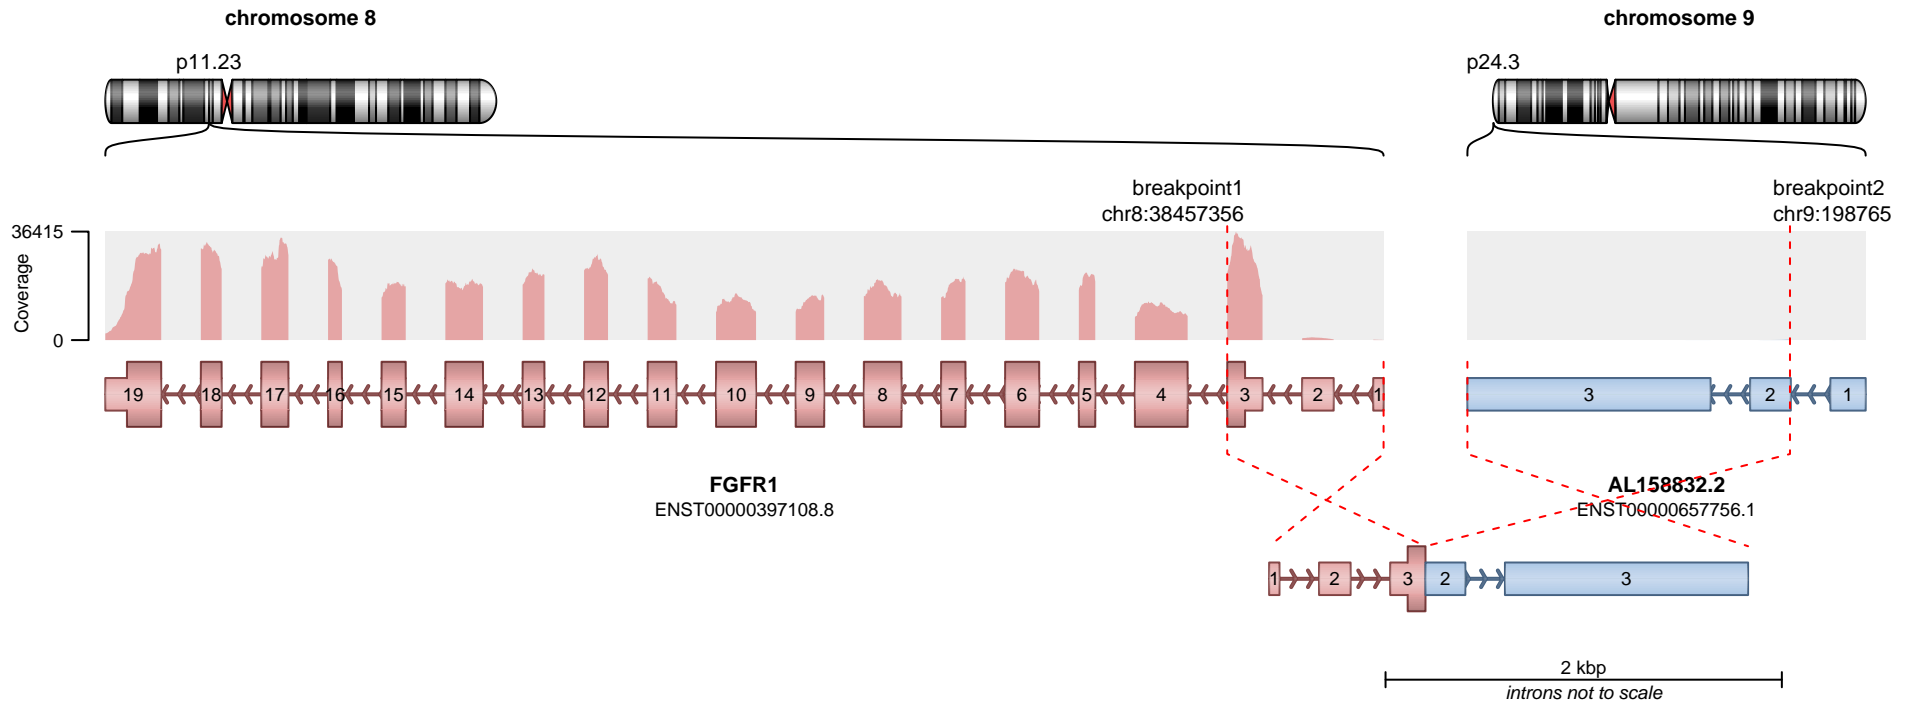 chromosome 8
chromosome 9
p11.23
p24.3
breakpoint1
chr8:38457356
breakpoint2
chr9:198765
36415
Coverage
0
19 18 17 16 15 14 13 12 11 10 9 8 7 6 5 4 3 2 1
3 2 1
FGFR1
ENST00000397108.8
AL158832.2
ENST00000657756.1
1 2 3 2 3
2 kbp
introns not to scale